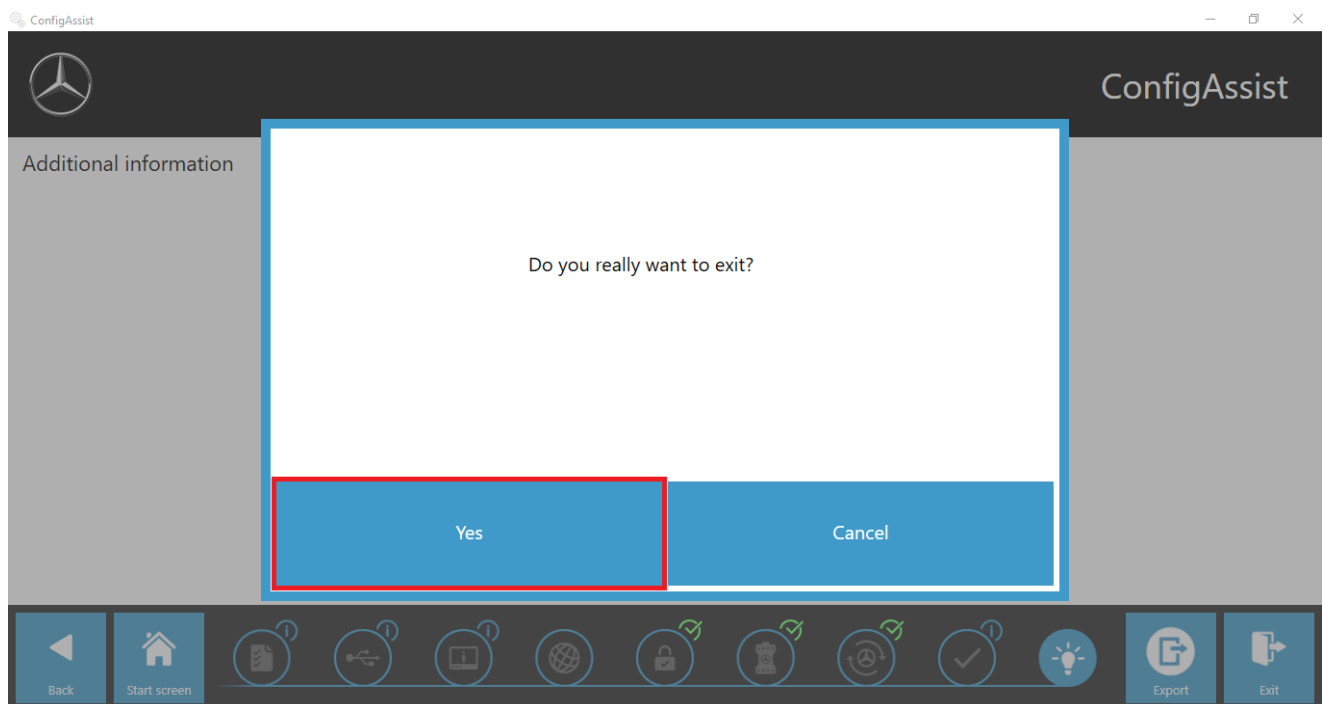 ConfigAssist
ConfigAssist
Additional information
Do you really want to exit?
Yes
Cancel
Back
Start screen
Export
Exit